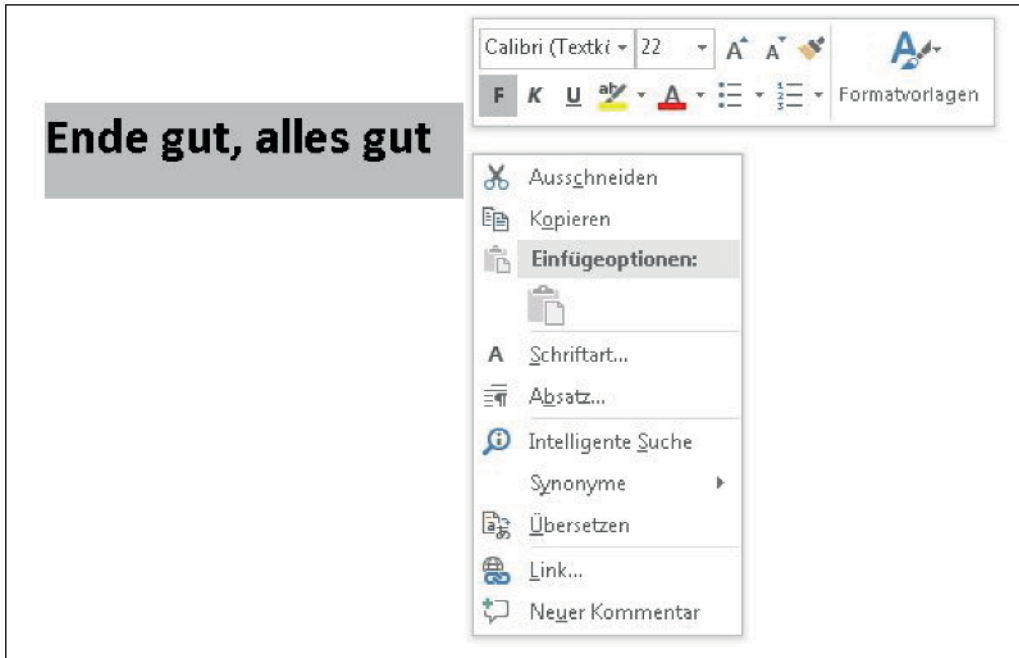 Calibri (Textkö 22
F K U
Formatvorlagen
Ende gut, alles gut
Ausschneiden
Kopieren
Einfügeoptionen:
Schriftart...
Absatz...
Intelligente Suche
Synonyme
Übersetzen
Link...
Neuer Kommentar